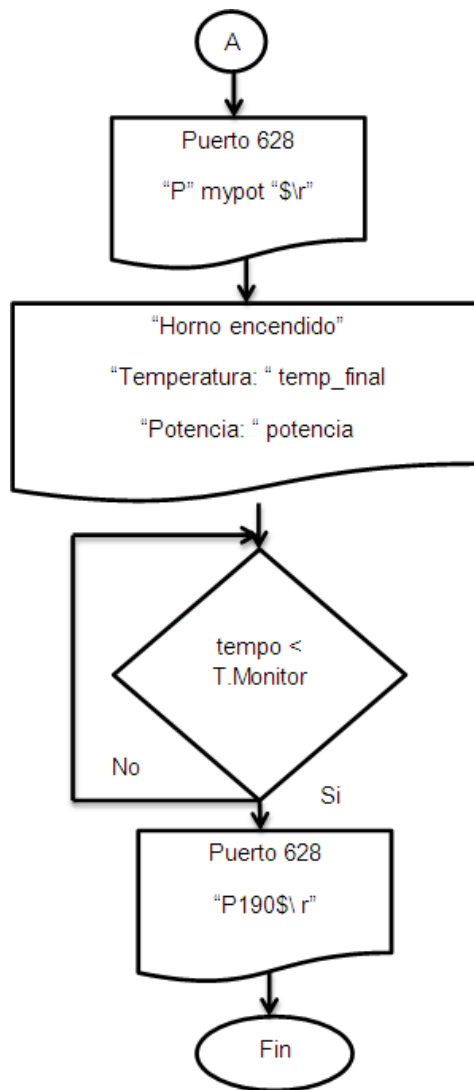 A
Puerto 628
“P” mypot “$\r”
“Horno encendido”
“Temperatura: “ temp_final
“Potencia: “ potencia
tempo <
T.Monitor
No
Si
Puerto 628
“P190$\ r”
Fin